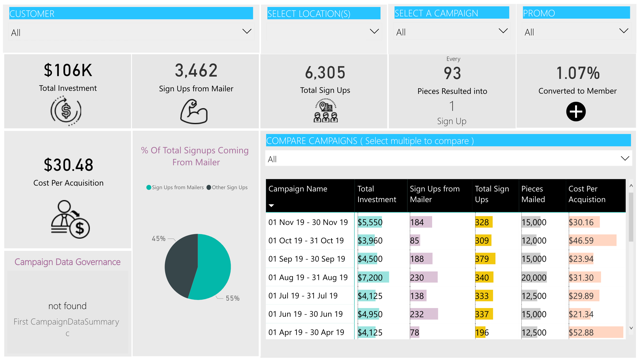 CUSTOMER
All
SELECT LOCATION(S)
SELECT A CAMPAIGN
All
PROMO
All
$106K
Total Investment
3,462
Sign Ups from Mailer
6,305
Total Sign Ups
Every
93
Pieces Resulted into
1
Sign Up
1.07%
Converted to Member
$30.48
Cost Per Acquisition
% Of Total Signups Coming
From Mailer
Sign Ups from Mailers Other Sign Ups
45%
55%
Campaign Data Governance
not found
First CampaignDataSummary
c
COMPARE CAMPAIGNS ( Select multiple to compare )
All
Campaign Name Total Investment Sign Ups from Mailer Total Sign Ups Pieces Mailed Cost Per Acquistion
01 Nov 19 - 30 Nov 19 $5,550 184 328 15,000 $30.16
01 Oct 19 - 31 Oct 19 $3,960 85 309 12,000 $46.59
01 Sep 19 - 30 Sep 19 $4,500 188 379 15,000 $23.94
01 Aug 19 - 31 Aug 19 $7,200 230 340 20,000 $31.30
01 Jul 19 - 31 Jul 19 $4,125 138 333 12,500 $29.89
01 Jun 19 - 30 Jun 19 $4,950 232 337 15,000 $21.34
01 Apr 19 - 30 Apr 19 $4,125 78 196 12,500 $52.88